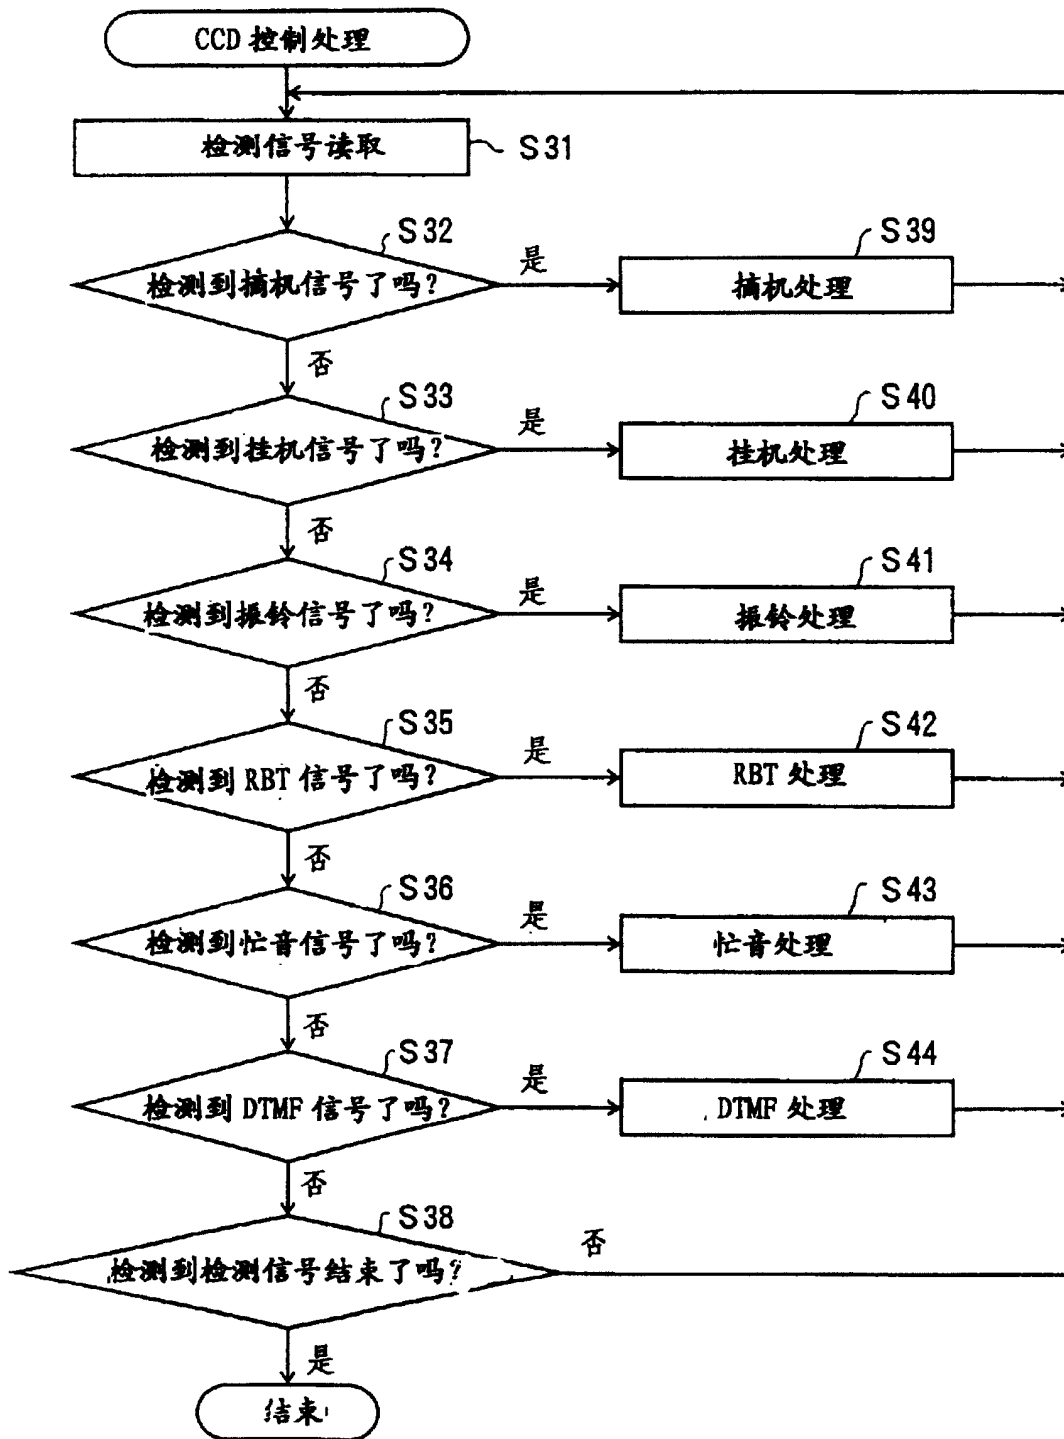 CCD 控制处理
检测信号读取
S31
S32
检测到摘机信号了吗？
是
S39
摘机处理
否
S33
检测到挂机信号了吗？
是
S40
挂机处理
否
S34
检测到振铃信号了吗？
是
S41
振铃处理
否
S35
检测到 RBT 信号了吗？
是
S42
RBT 处理
否
S36
检测到忙音信号了吗？
是
S43
忙音处理
否
S37
检测到 DTMF 信号了吗？
是
S44
DTMF 处理
否
S38
检测到检测信号结束了吗？
否
是
结束